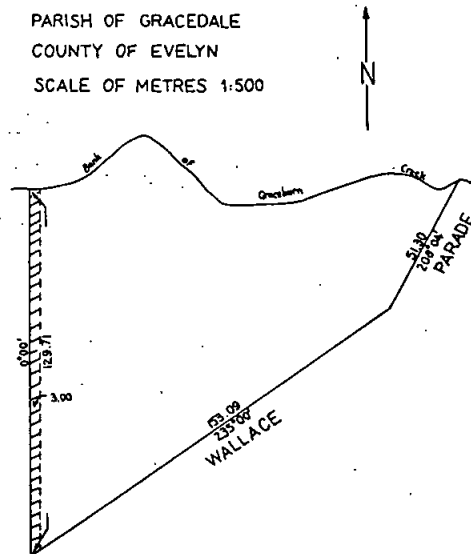 PARISH OF GRACEDALE
COUNTY OF EVELYN
SCALE OF METRES 1:500
N
Bank of Graceburn Creek
51.30
208°04'
PARADE
0°00'
129.71
3.00
153.09
235°00'
WALLACE